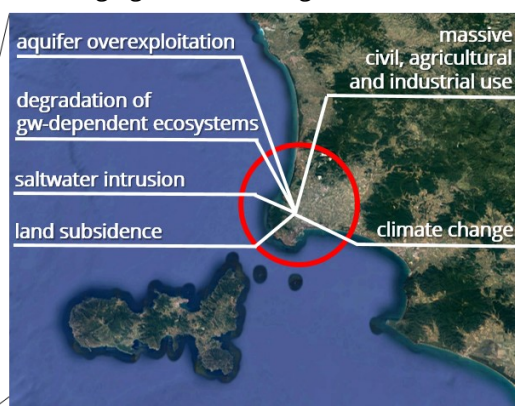 aquifer overexploitation
degradation of
gw-dependent ecosystems
saltwater intrusion
land subsidence
massive
civil, agricultural
and industrial use
climate change